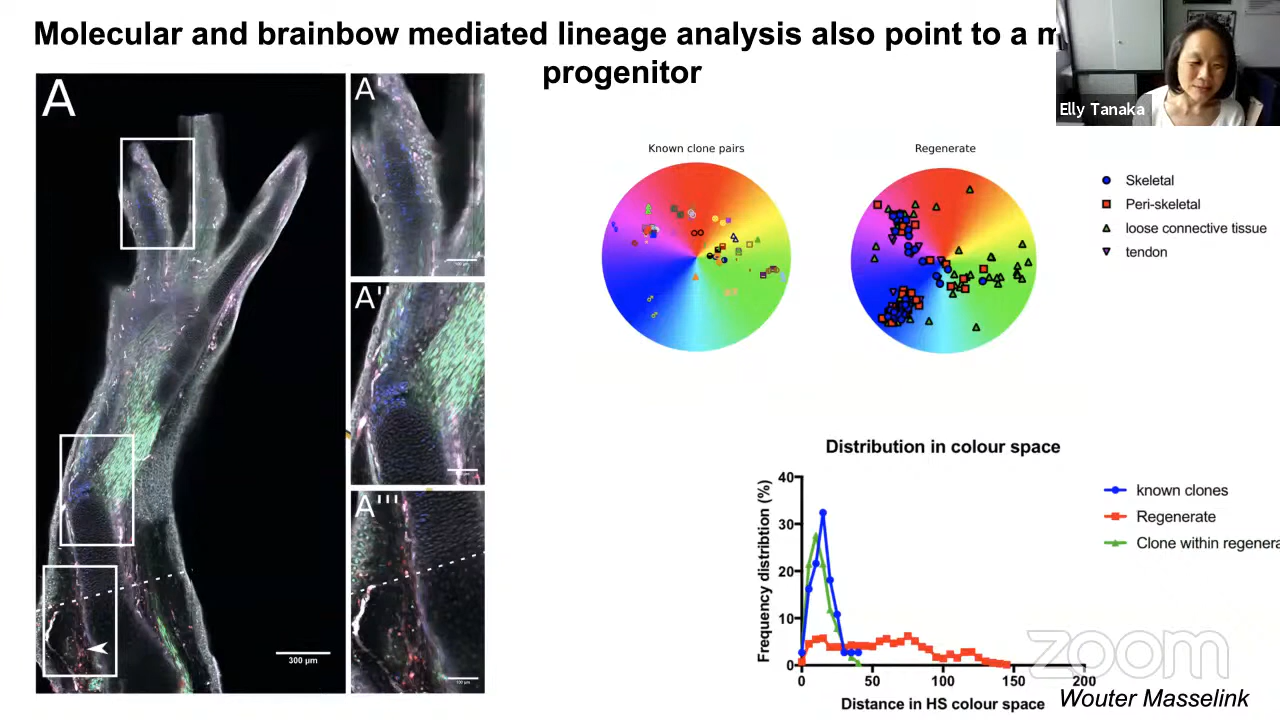 Molecular and brainbow mediated lineage analysis also point to a
progenitor
Elly Tanaka
A
A'
A''
A'''
300 µm
Known clone pairs
Regenerate
Skeletal
Peri-skeletal
loose connective tissue
tendon
Distribution in colour space
Frequency distribtion (%)
40
30
20
10
0
0
50
100
150
200
Distance in HS colour space
known clones
Regenerate
Clone within regenera
zoom
Wouter Masselink